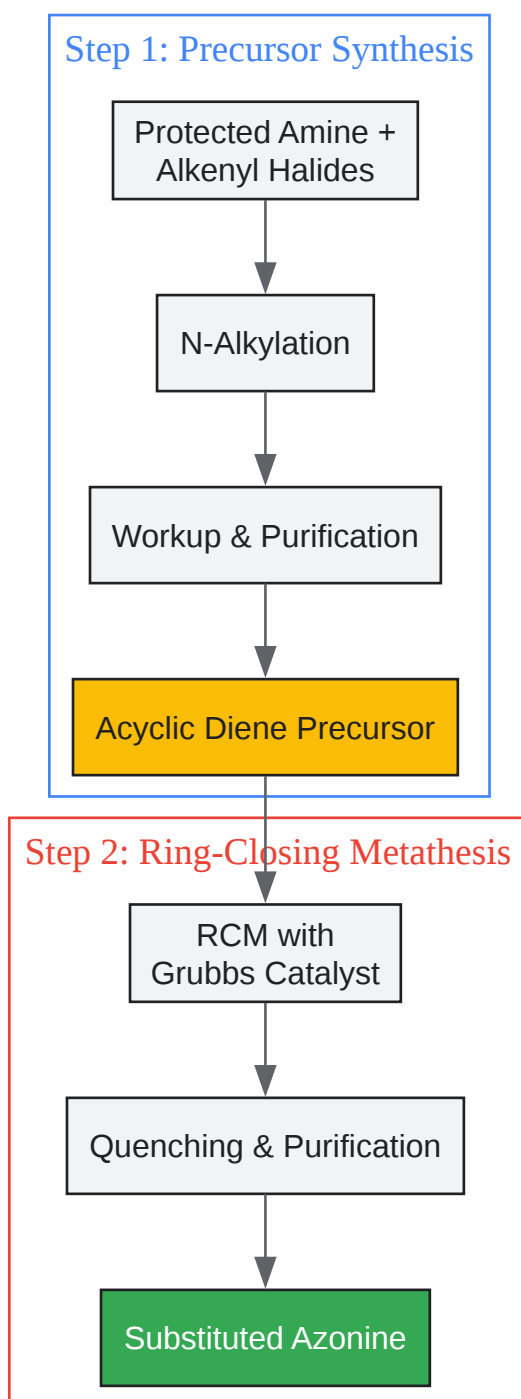 Step 1: Precursor Synthesis
Protected Amine +
Alkenyl Halides
N-Alkylation
Workup & Purification
Acyclic Diene Precursor
Step 2: Ring-Closing Metathesis
RCM with
Grubbs Catalyst
Quenching & Purification
Substituted Azonine